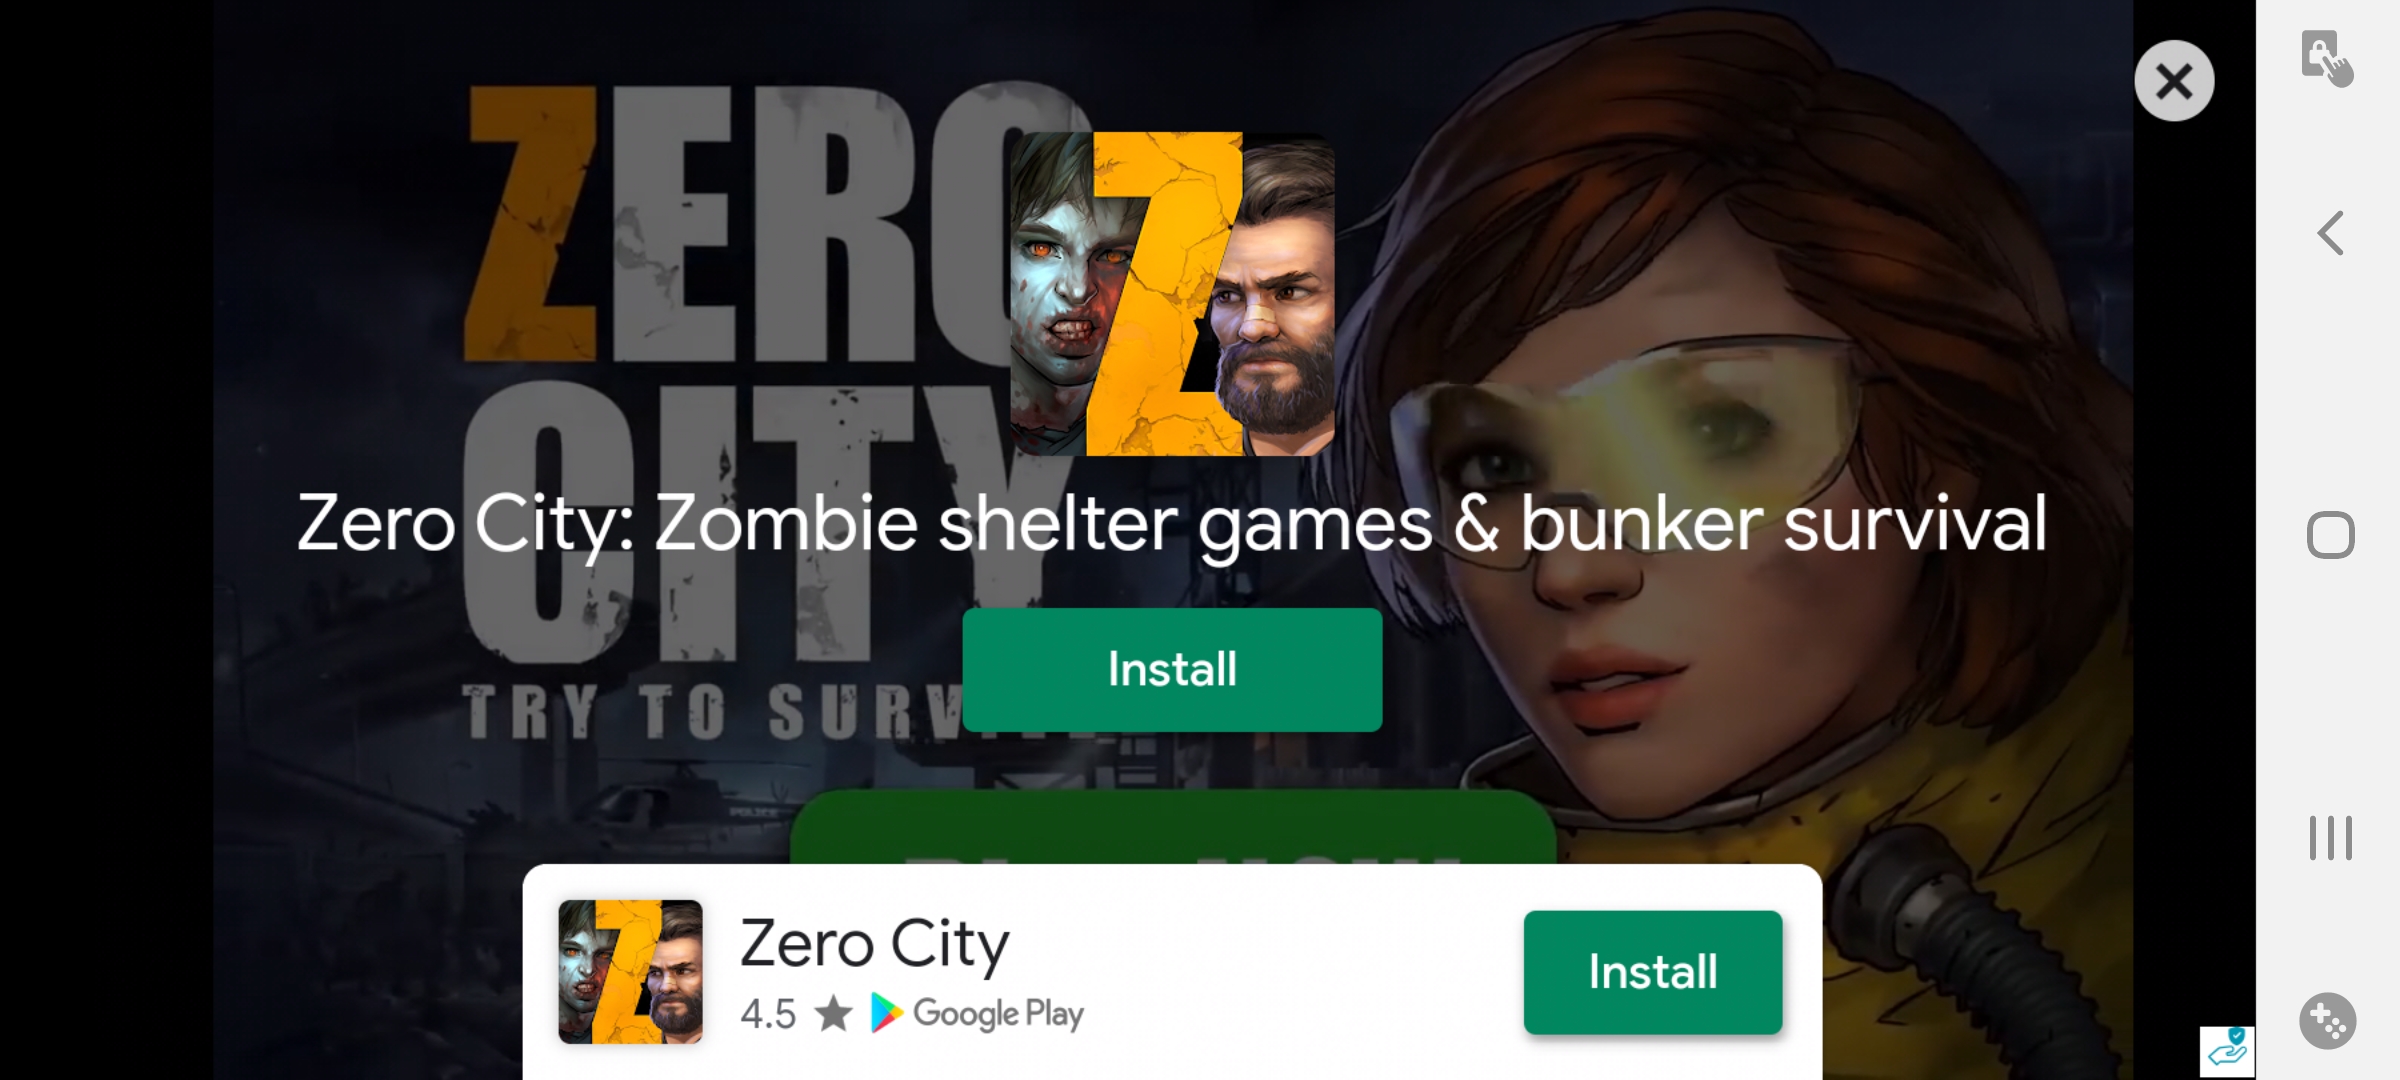 ZERO
CITY
TRY TO SURV
Zero City: Zombie shelter games & bunker survival
Install
POLICE
Zero City
4.5
Google Play
Install